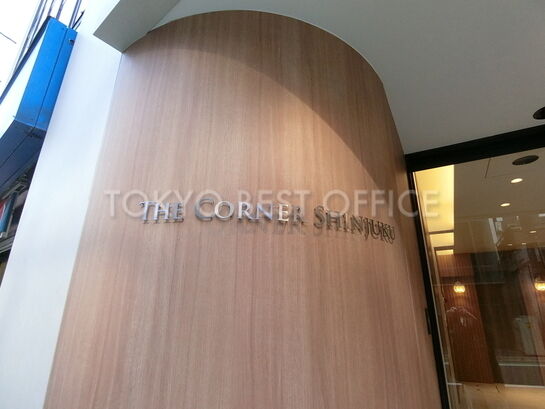 TOKYO BEST OFFICE
THE CORNER SHINJUKU